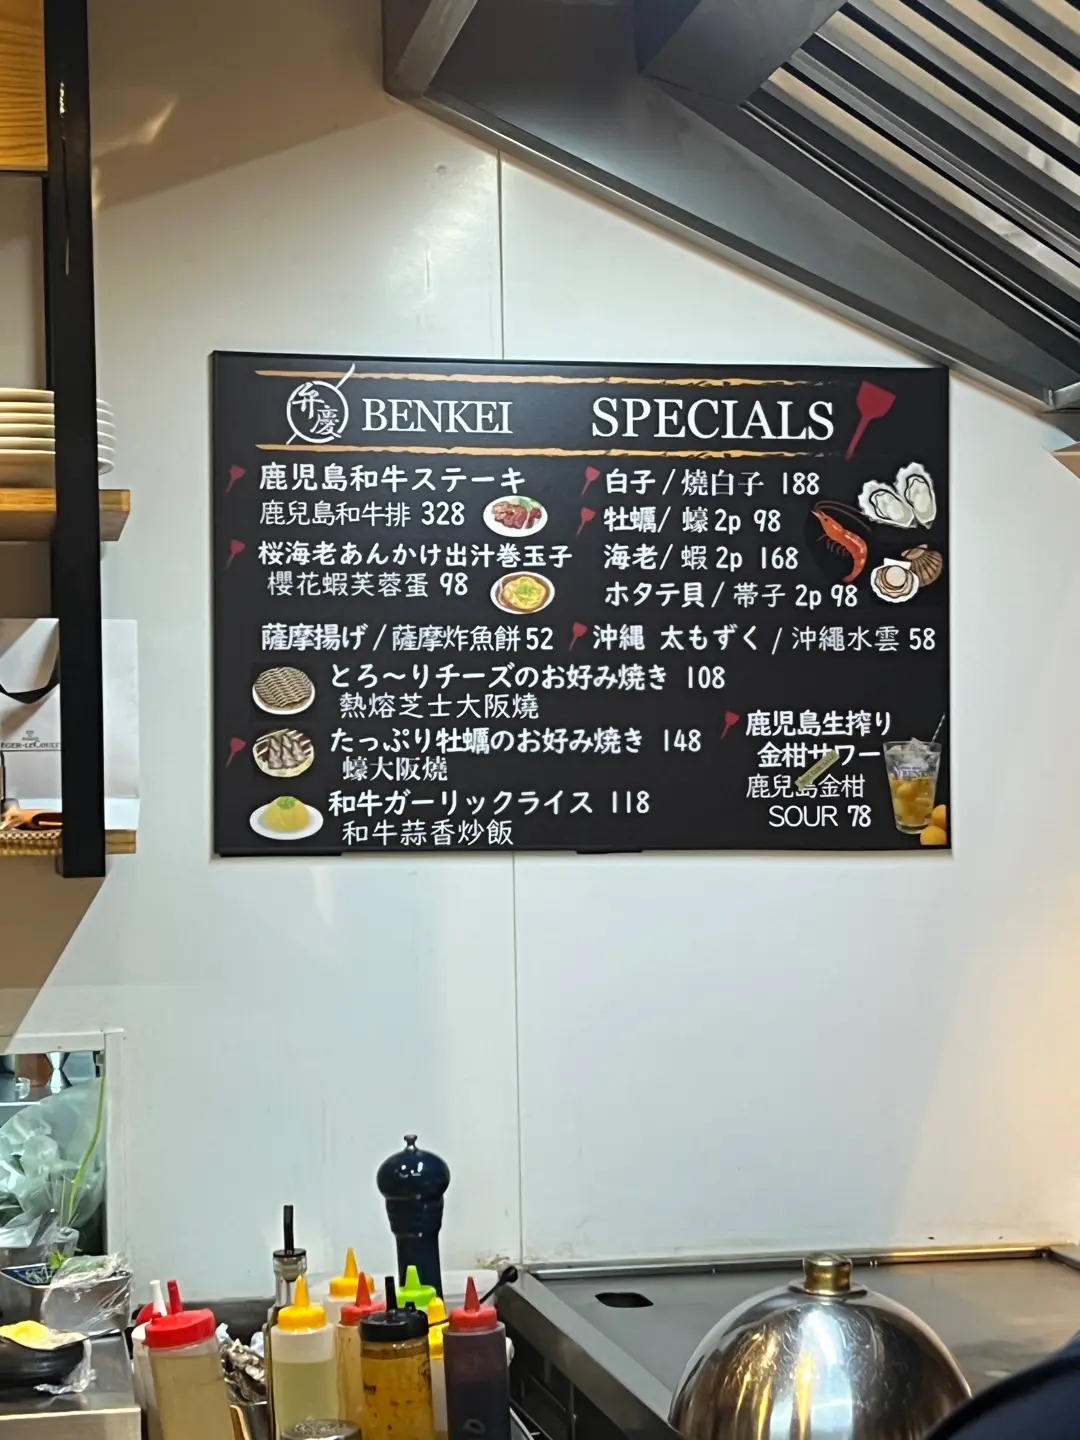 弁慶 BENKEI SPECIALS
鹿児島和牛ステーキ
鹿兒島和牛排 328
桜海老あんかけ出汁巻玉子
櫻花蝦芙蓉蛋 98
白子 / 燒白子 188
牡蠣 / 蠔 2p 98
海老 / 蝦 2p 168
ホタテ貝 / 帯子 2p 98
薩摩揚げ / 薩摩炸魚餅 52
沖縄 太もずく / 沖繩水雲 58
とろ〜りチーズのお好み焼き 108
熱熔芝士大阪燒
たっぷり牡蠣のお好み焼き 148
蠔大阪燒
和牛ガーリックライス 118
和牛蒜香炒飯
鹿児島生搾り
金柑サワー
鹿兒島金柑
SOUR 78